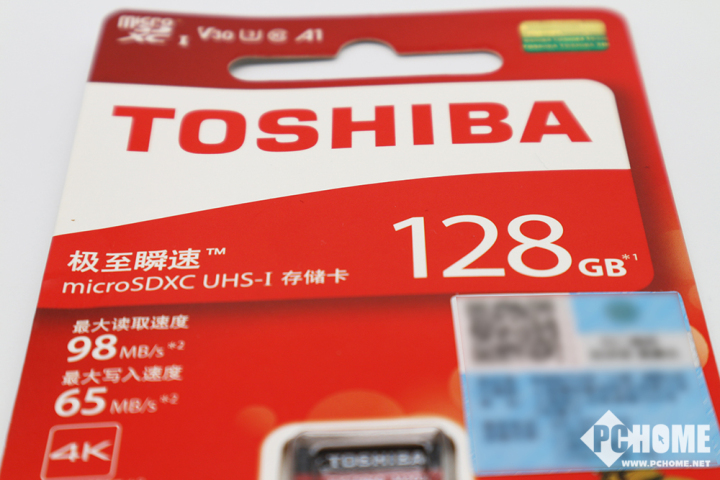 micro SD XC I V30 U3 10 A1
TOSHIBA
128 GB*1
极至瞬速™
microSDXC UHS-I 存储卡
最大读取速度
98 MB/s*2
最大写入速度
65 MB/s*2
4K
TOSHIBA
PCHOME
WWW.PCHOME.NET